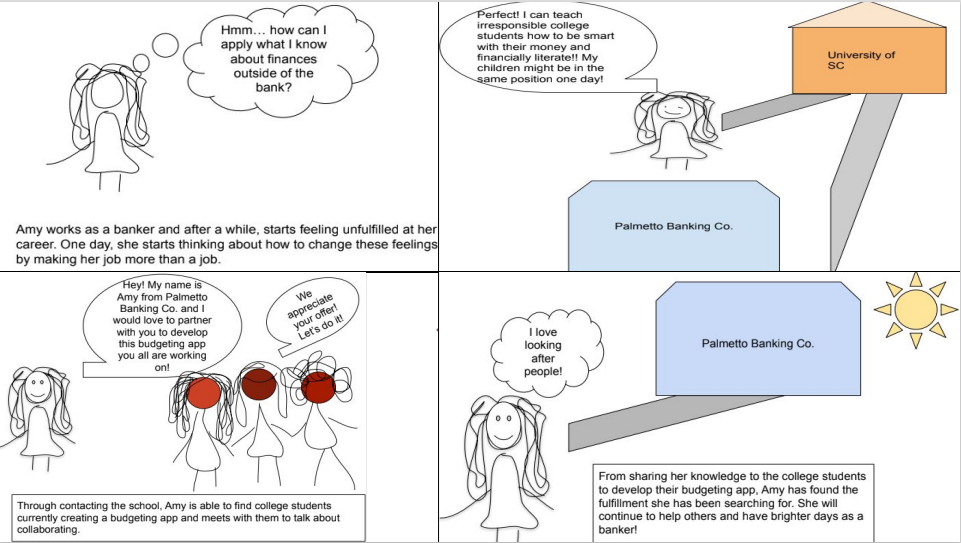 Hmm... how can I
apply what I know
about finances
outside of the
bank?
Amy works as a banker and after a while, starts feeling unfulfilled at her
career. One day, she starts thinking about how to change these feelings
by making her job more than a job.
Perfect! I can teach
irresponsible college
students how to be smart
with their money and
financially literate!! My
children might be in the
same position one day!
University of
SC
Palmetto Banking Co.
Hey! My name is
Amy from Palmetto
Banking Co. and I
would love to partner
with you to develop
this budgeting app
you all are working
on!
We
appreciate
your offer!
Let's do it!
Through contacting the school, Amy is able to find college students
currently creating a budgeting app and meets with them to talk about
collaborating.
I love
looking
after
people!
Palmetto Banking Co.
From sharing her knowledge to the college students
to develop their budgeting app, Amy has found the
fulfillment she has been searching for. She will
continue to help others and have brighter days as a
banker!